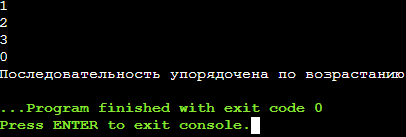 1
2
3
0
Последовательность упорядочена по возрастанию
...Program finished with exit code 0
Press ENTER to exit console.